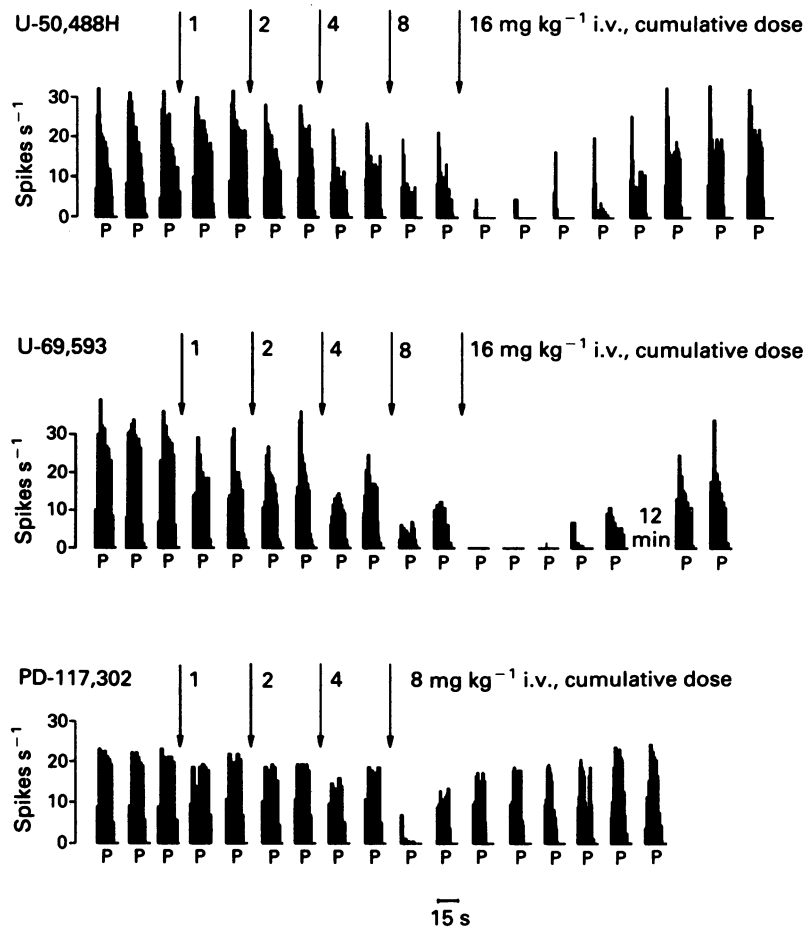 U-50,488H 1 2 4 8 16 mg kg⁻¹ i.v., cumulative dose
30
20
10
0
Spikes s⁻¹
P P P P P P P P P P P P P P P P P P P
U-69,593 1 2 4 8 16 mg kg⁻¹ i.v., cumulative dose
30
20
10
0
Spikes s⁻¹
12
min
P P P P P P P P P P P P P P P P P P
PD-117,302 1 2 4 8 mg kg⁻¹ i.v., cumulative dose
30
20
10
0
Spikes s⁻¹
P P P P P P P P P P P P P P P P P
15 s